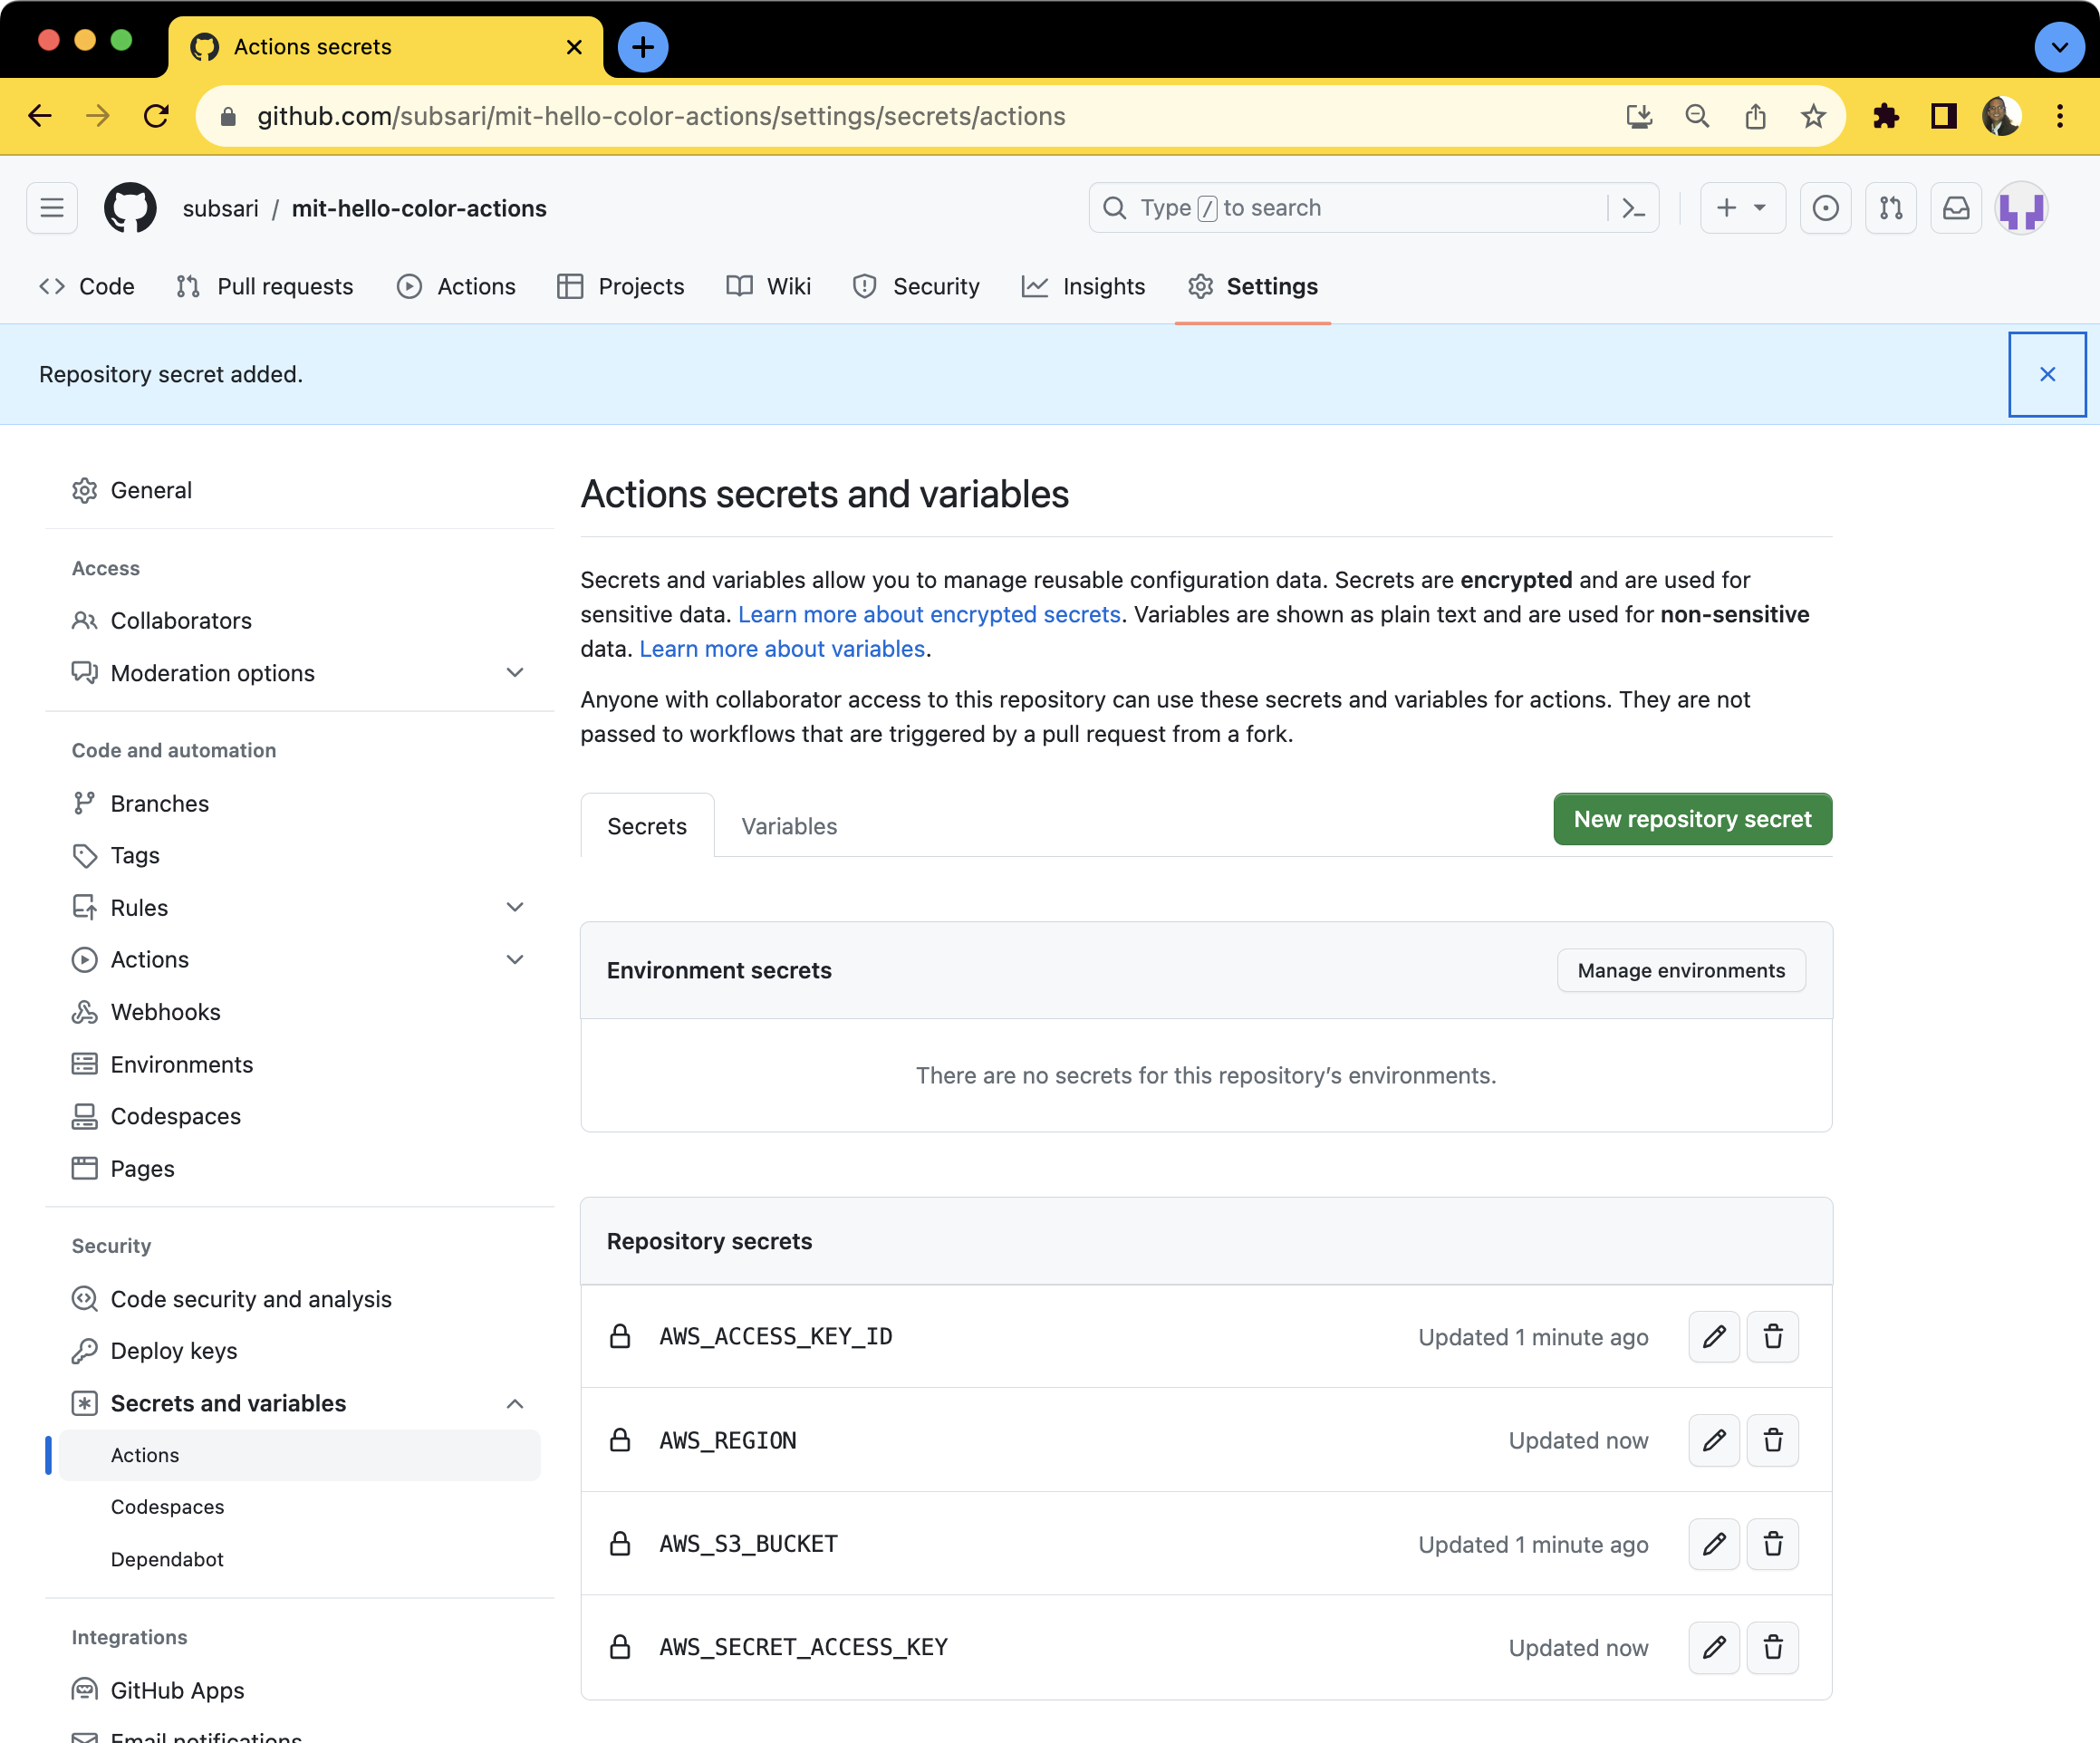 Actions secrets
github.com/subsari/mit-hello-color-actions/settings/secrets/actions
subsari / mit-hello-color-actions
Type / to search
Code
Pull requests
Actions
Projects
Wiki
Security
Insights
Settings
Repository secret added.
General
Access
Collaborators
Moderation options
Code and automation
Branches
Tags
Rules
Actions
Webhooks
Environments
Codespaces
Pages
Security
Code security and analysis
Deploy keys
Secrets and variables
Actions
Codespaces
Dependabot
Integrations
GitHub Apps
Email notifications
Actions secrets and variables
Secrets and variables allow you to manage reusable configuration data. Secrets are encrypted and are used for
sensitive data. Learn more about encrypted secrets. Variables are shown as plain text and are used for non-sensitive
data. Learn more about variables.
Anyone with collaborator access to this repository can use these secrets and variables for actions. They are not
passed to workflows that are triggered by a pull request from a fork.
Secrets
Variables
New repository secret
Environment secrets
Manage environments
There are no secrets for this repository’s environments.
Repository secrets
AWS_ACCESS_KEY_ID
Updated 1 minute ago
AWS_REGION
Updated now
AWS_S3_BUCKET
Updated 1 minute ago
AWS_SECRET_ACCESS_KEY
Updated now